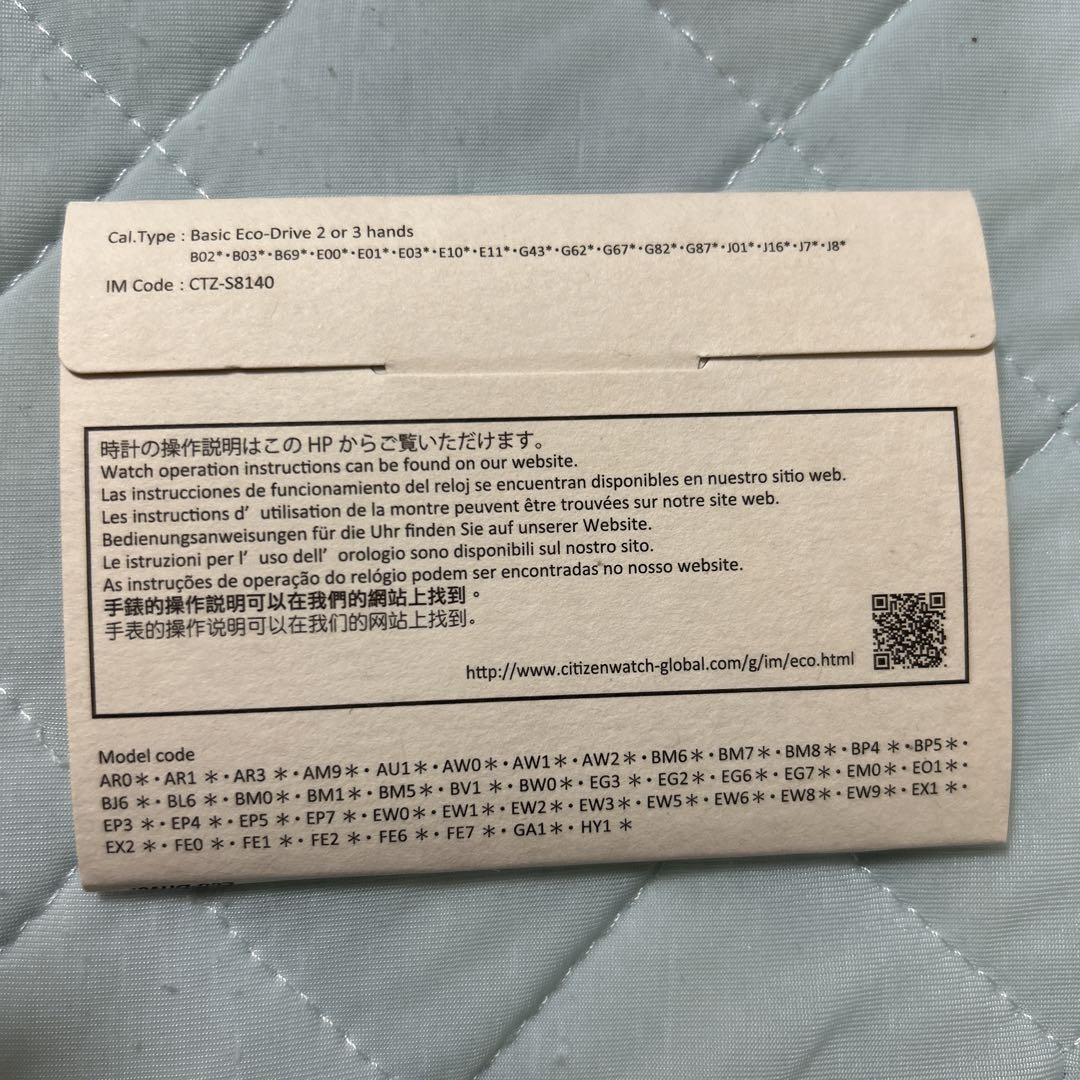 Cal.Type : Basic Eco-Drive 2 or 3 hands
B02*・B03*・B69*・E00*・E01*・E03*・E10*・E11*・G43*・G62*・G67*・G82*・G87*・J01*・J16*・J7*・J8*
IM Code : CTZ-S8140
時計の操作説明はこの HP からご覧いただけます。
Watch operation instructions can be found on our website.
Las instrucciones de funcionamiento del reloj se encuentran disponibles en nuestro sitio web.
Les instructions d’ utilisation de la montre peuvent être trouvées sur notre site web.
Bedienungsanweisungen für die Uhr finden Sie auf unserer Website.
Le istruzioni per l’ uso dell’ orologio sono disponibili sul nostro sito.
As instruções de operação do relógio podem ser encontradas no nosso website.
手錶的操作説明可以在我們的網站上找到。
手表的操作说明可以在我们的网站上找到。
http://www.citizenwatch-global.com/g/im/eco.html
Model code
AR0＊・AR1 ＊・AR3 ＊・AM9＊・AU1＊・AW0＊・AW1＊・AW2＊・BM6＊・BM7＊・BM8＊・BP4 ＊・BP5＊・
BJ6 ＊・BL6 ＊・BM0＊・BM1＊・BM5＊・BV1 ＊・BW0＊・EG3 ＊・EG2＊・EG6＊・EG7＊・EM0＊・EO1＊・
EP3 ＊・EP4 ＊・EP5 ＊・EP7 ＊・EW0＊・EW1＊・EW2＊・EW3＊・EW5＊・EW6＊・EW8＊・EW9＊・EX1 ＊・
EX2 ＊・FE0 ＊・FE1 ＊・FE2 ＊・FE6 ＊・FE7 ＊・GA1＊・HY1 ＊